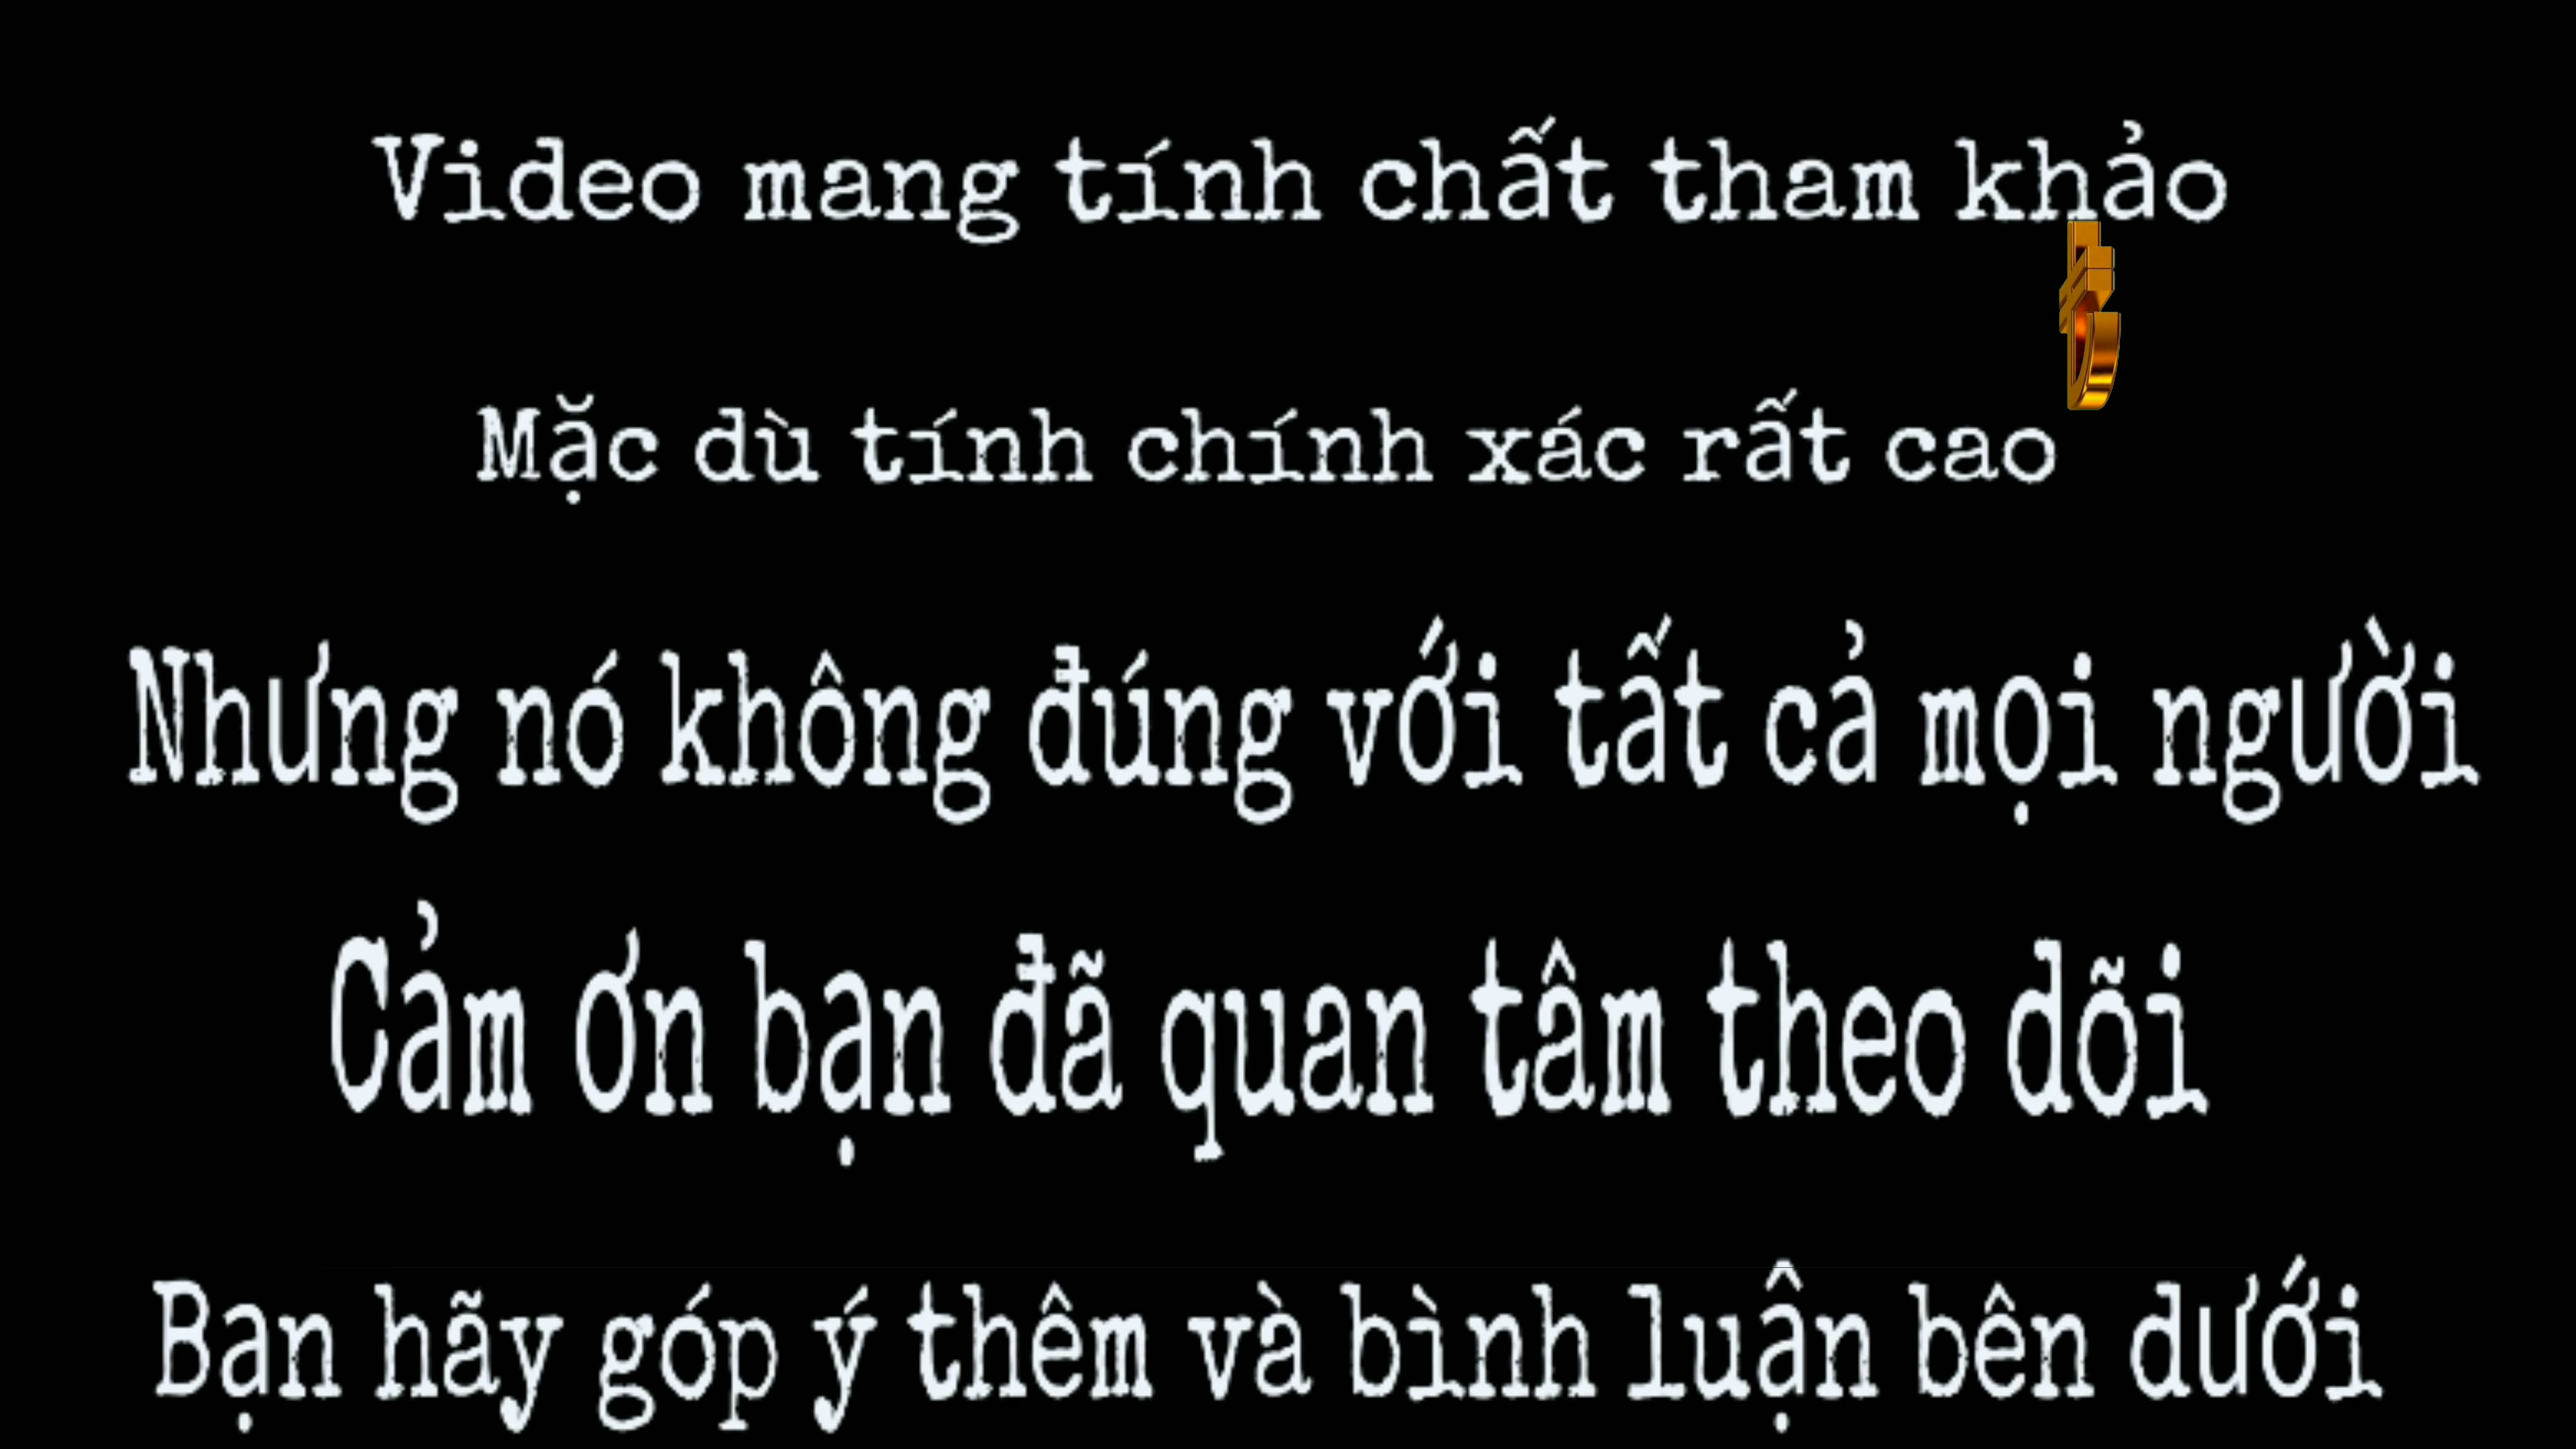 Video mang tính chất tham khảo
Mặc dù tính chính xác rất cao
Nhưng nó không đúng với tất cả mọi người
Cảm ơn bạn đã quan tâm theo dõi
Bạn hãy góp ý thêm và bình luận bên dưới